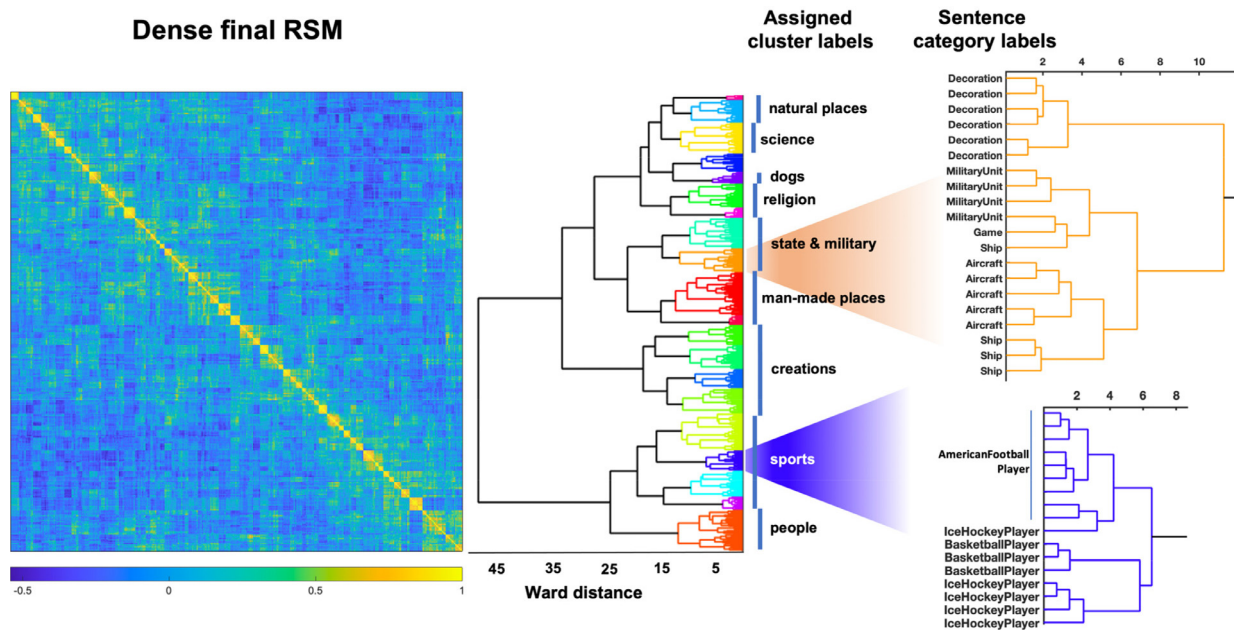 Dense final RSM
Assigned
cluster labels
Sentence
category labels
-0.5
0
0.5
1
natural places
science
dogs
religion
state & military
man-made places
creations
sports
people
45
35
25
15
5
Ward distance
2
4
6
8
10
Decoration
Decoration
Decoration
Decoration
Decoration
Decoration
MilitaryUnit
MilitaryUnit
MilitaryUnit
MilitaryUnit
Game
Ship
Aircraft
Aircraft
Aircraft
Aircraft
Aircraft
Ship
Ship
Ship
2
4
6
8
AmericanFootball
Player
IceHockeyPlayer
BasketballPlayer
BasketballPlayer
BasketballPlayer
IceHockeyPlayer
IceHockeyPlayer
IceHockeyPlayer
IceHockeyPlayer